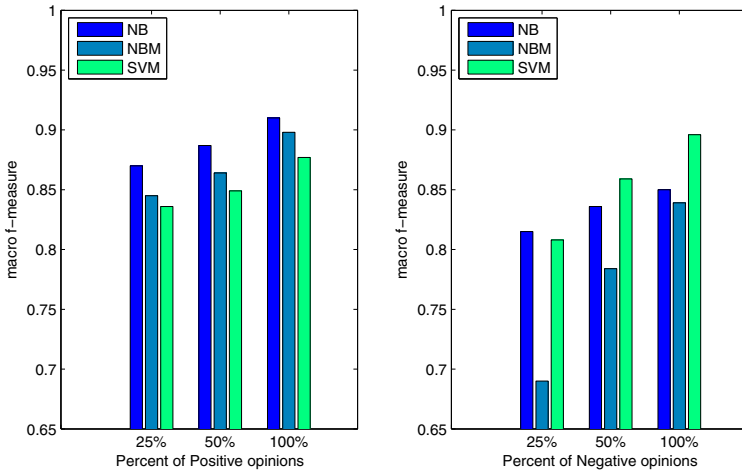 1
0.95
0.9
0.85
0.8
0.75
0.7
0.65
macro f−measure
NB
NBM
SVM
25% 50% 100%
Percent of Positive opinions
1
0.95
0.9
0.85
0.8
0.75
0.7
0.65
macro f−measure
NB
NBM
SVM
25% 50% 100%
Percent of Negative opinions